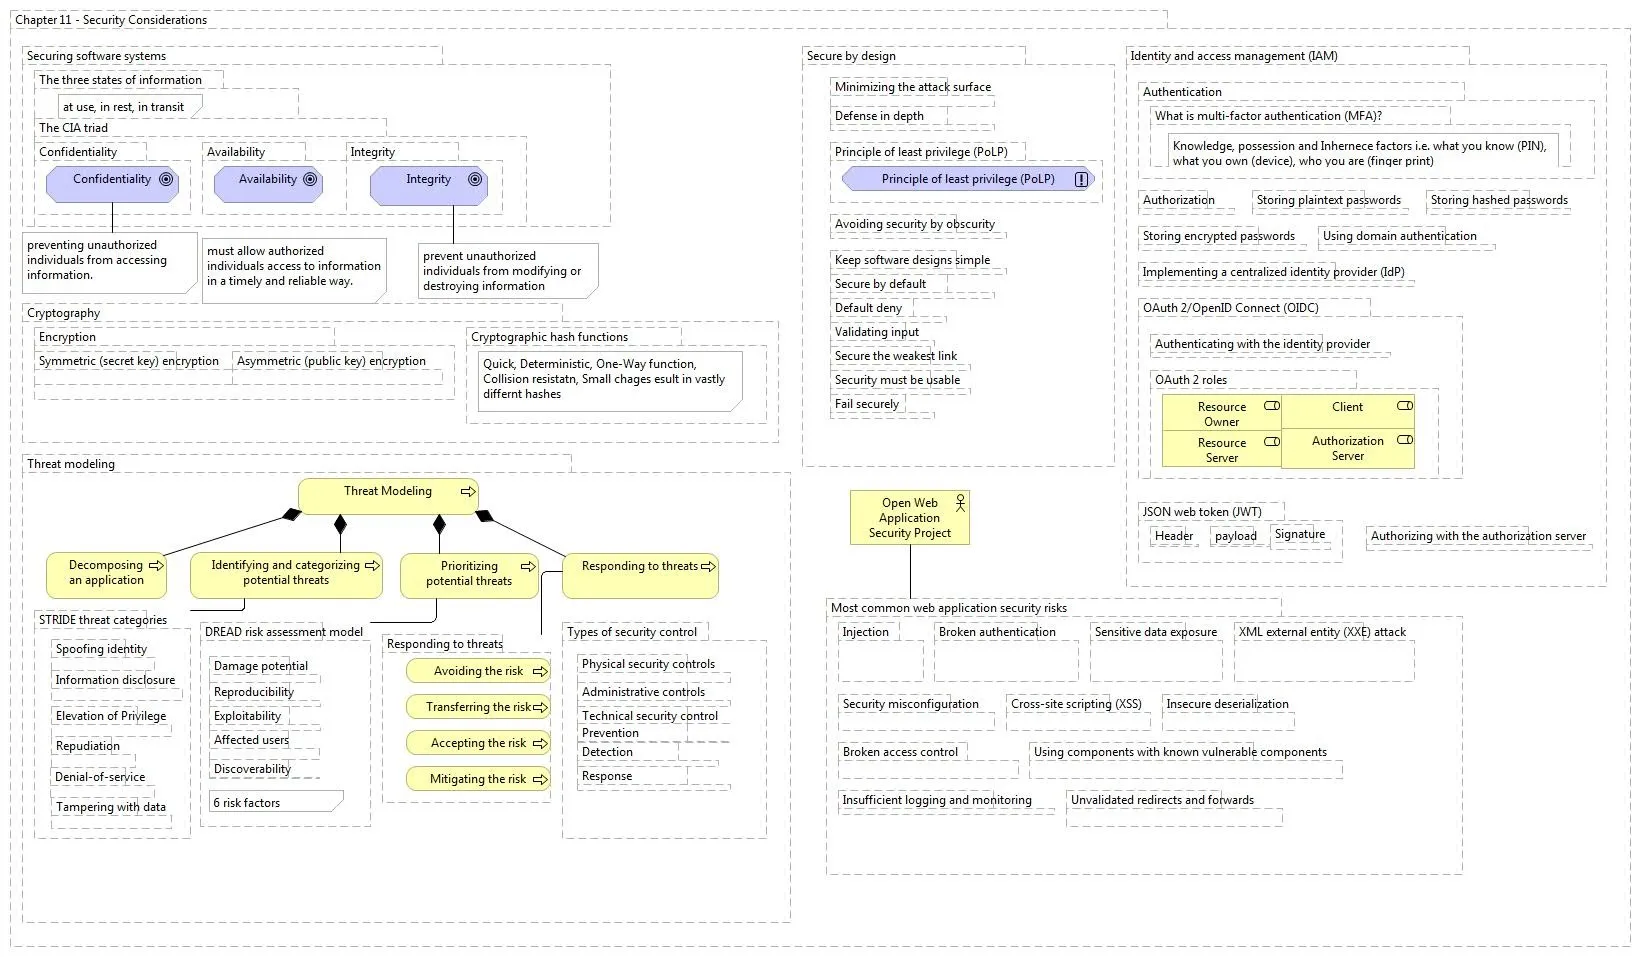 Chapter 11 - Security Considerations
Securing software systems
The three states of information
at use, in rest, in transit
The CIA triad
Confidentiality
Availability
Integrity
Confidentiality
Availability
Integrity
preventing unauthorized
individuals from accessing
information.
must allow authorized
individuals access to information
in a timely and reliable way.
prevent unauthorized
individuals from modifying or
destroying information
Cryptography
Encryption
Symmetric (secret key) encryption
Asymmetric (public key) encryption
Cryptographic hash functions
Quick, Deterministic, One-Way function,
Collision resistatn, Small chages esult in vastly
differnt hashes
Threat modeling
Threat Modeling
Decomposing
an application
Identifying and categorizing
potential threats
Prioritizing
potential threats
Responding to threats
STRIDE threat categories
Spoofing identity
Information disclosure
Elevation of Privilege
Repudiation
Denial-of-service
Tampering with data
DREAD risk assessment model
Damage potential
Reproducibility
Exploitability
Affected users
Discoverability
6 risk factors
Responding to threats
Avoiding the risk
Transferring the risk
Accepting the risk
Mitigating the risk
Types of security control
Physical security controls
Administrative controls
Technical security control
Prevention
Detection
Response
Secure by design
Minimizing the attack surface
Defense in depth
Principle of least privilege (PoLP)
Principle of least privilege (PoLP)
Avoiding security by obscurity
Keep software designs simple
Secure by default
Default deny
Validating input
Secure the weakest link
Security must be usable
Fail securely
Identity and access management (IAM)
Authentication
What is multi-factor authentication (MFA)?
Knowledge, possession and Inhernece factors i.e. what you know (PIN),
what you own (device), who you are (finger print)
Authorization
Storing plaintext passwords
Storing hashed passwords
Storing encrypted passwords
Using domain authentication
Implementing a centralized identity provider (IdP)
OAuth 2/OpenID Connect (OIDC)
Authenticating with the identity provider
OAuth 2 roles
Resource
Owner
Client
Resource
Server
Authorization
Server
JSON web token (JWT)
Header
payload
Signature
Authorizing with the authorization server
Open Web
Application
Security Project
Most common web application security risks
Injection
Broken authentication
Sensitive data exposure
XML external entity (XXE) attack
Security misconfiguration
Cross-site scripting (XSS)
Insecure deserialization
Broken access control
Using components with known vulnerable components
Insufficient logging and monitoring
Unvalidated redirects and forwards